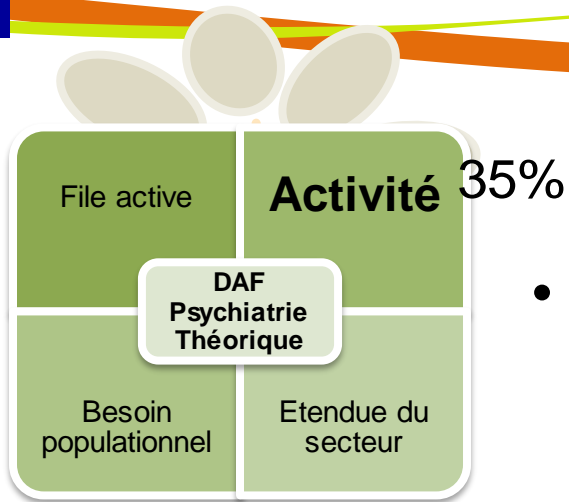 File active
Activité 35%
DAF
Psychiatrie
Théorique
•
Besoin
populationnel
Etendue du
secteur